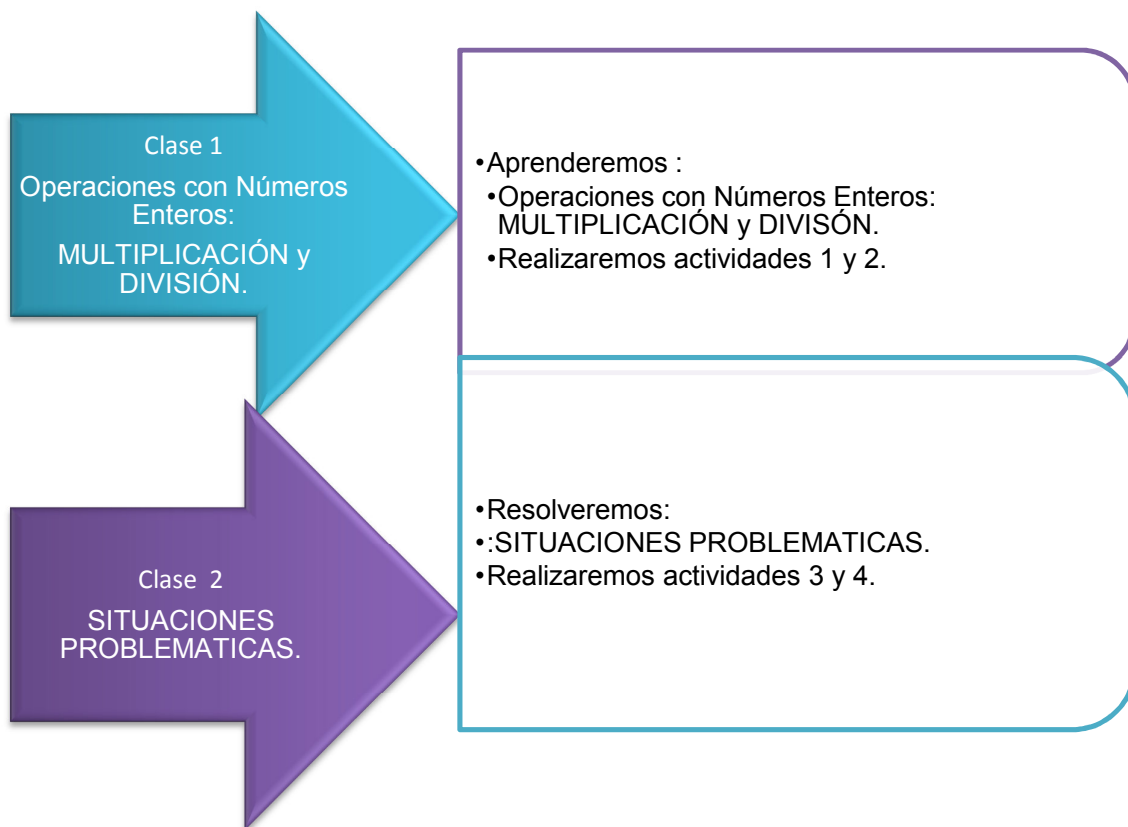 Clase 1
Operaciones con Números
Enteros:
MULTIPLICACIÓN y
DIVISIÓN.
•Aprenderemos :
•Operaciones con Números Enteros:
MULTIPLICACIÓN y DIVISÓN.
•Realizaremos actividades 1 y 2.
Clase 2
SITUACIONES
PROBLEMATICAS.
•Resolveremos:
•:SITUACIONES PROBLEMATICAS.
•Realizaremos actividades 3 y 4.